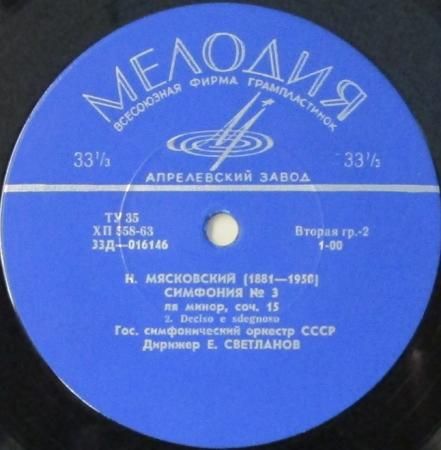 МЕЛОДИЯ
ВСЕСОЮЗНАЯ ФИРМА ГРАМПЛАСТИНОК
33⅓ 33⅓
АПРЕЛЕВСКИЙ ЗАВОД
ТУ 35
ХП 558-63
33Д—016146
Вторая гр.-2
1-00
Н. МЯСКОВСКИЙ (1881—1950)
СИМФОНИЯ № 3
ля минор, соч. 15
2. Deciso e sdegnoso
Гос. симфонический оркестр СССР
Дирижер Е. СВЕТЛАНОВ